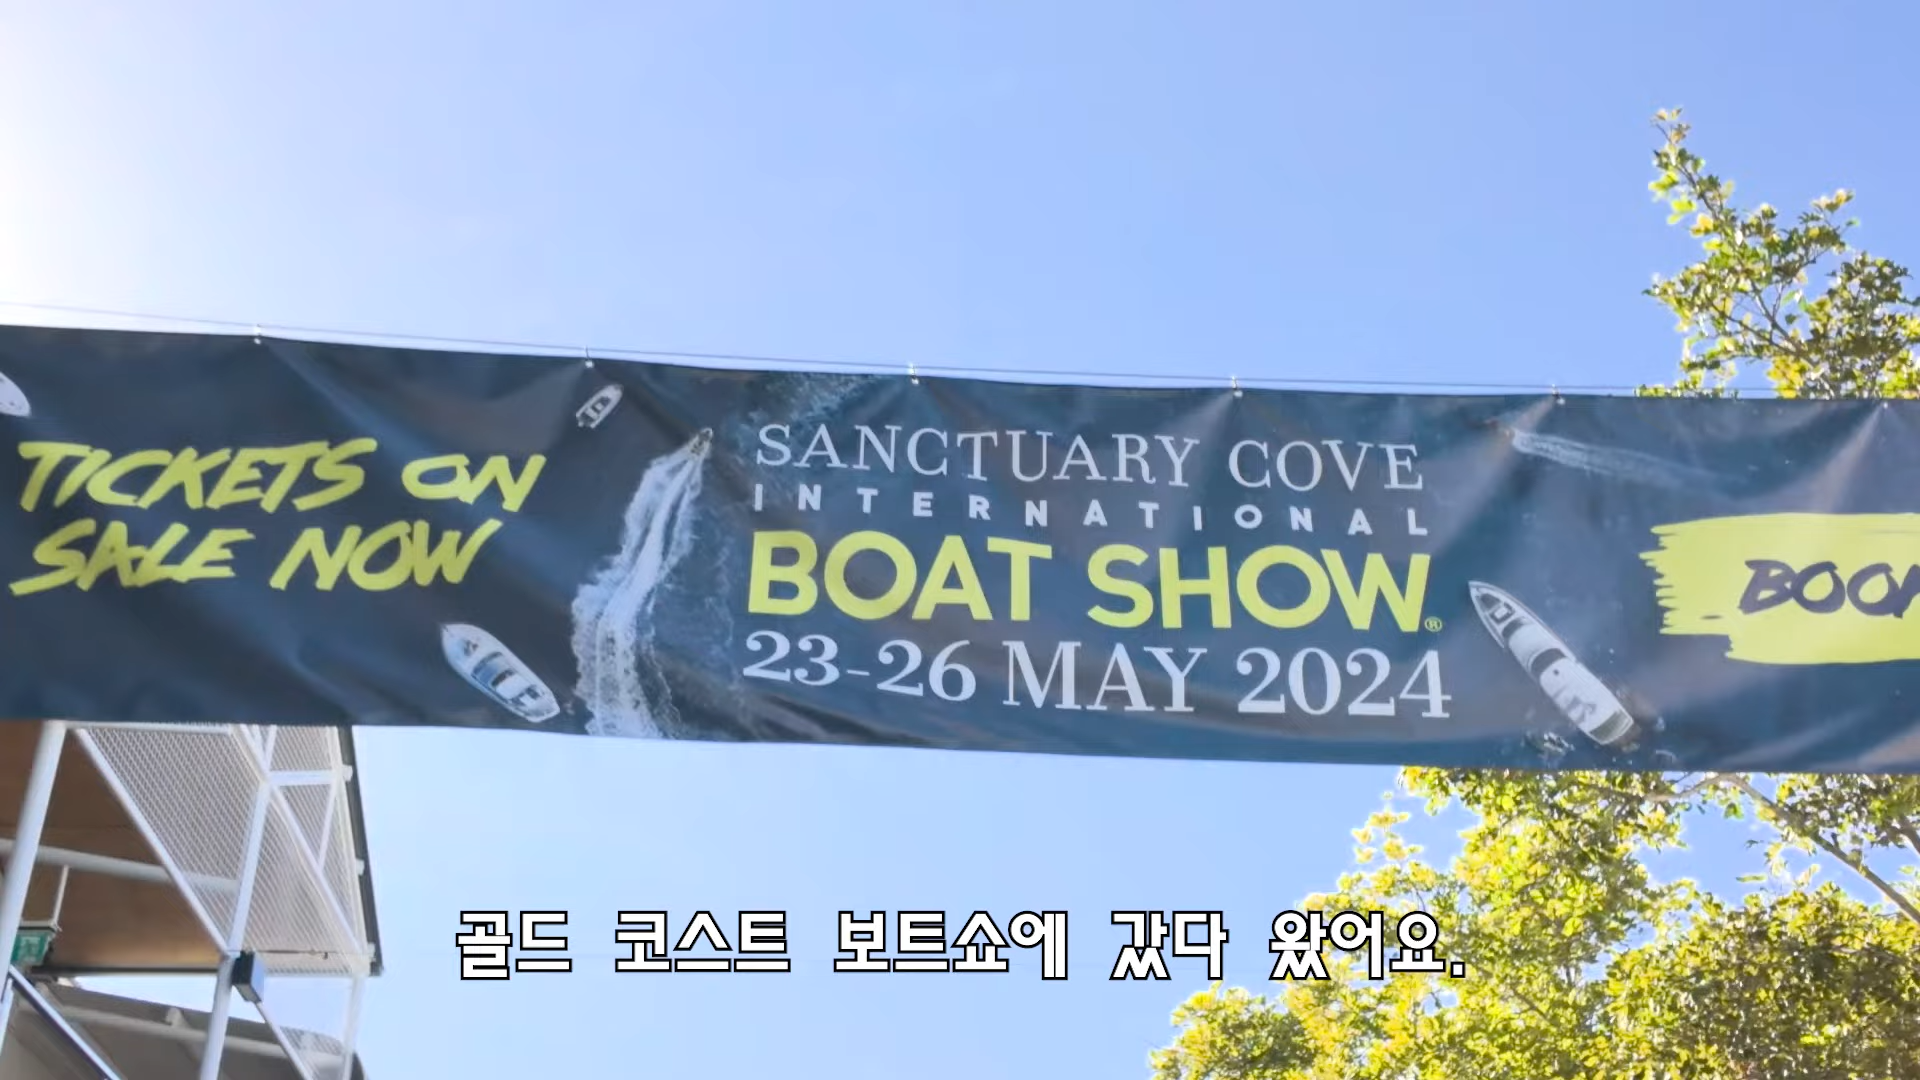 TICKETS ON
SALE NOW
SANCTUARY COVE
INTERNATIONAL
BOAT SHOW®
23-26 MAY 2024
골드 코스트 보트쇼에 갔다 왔어요.